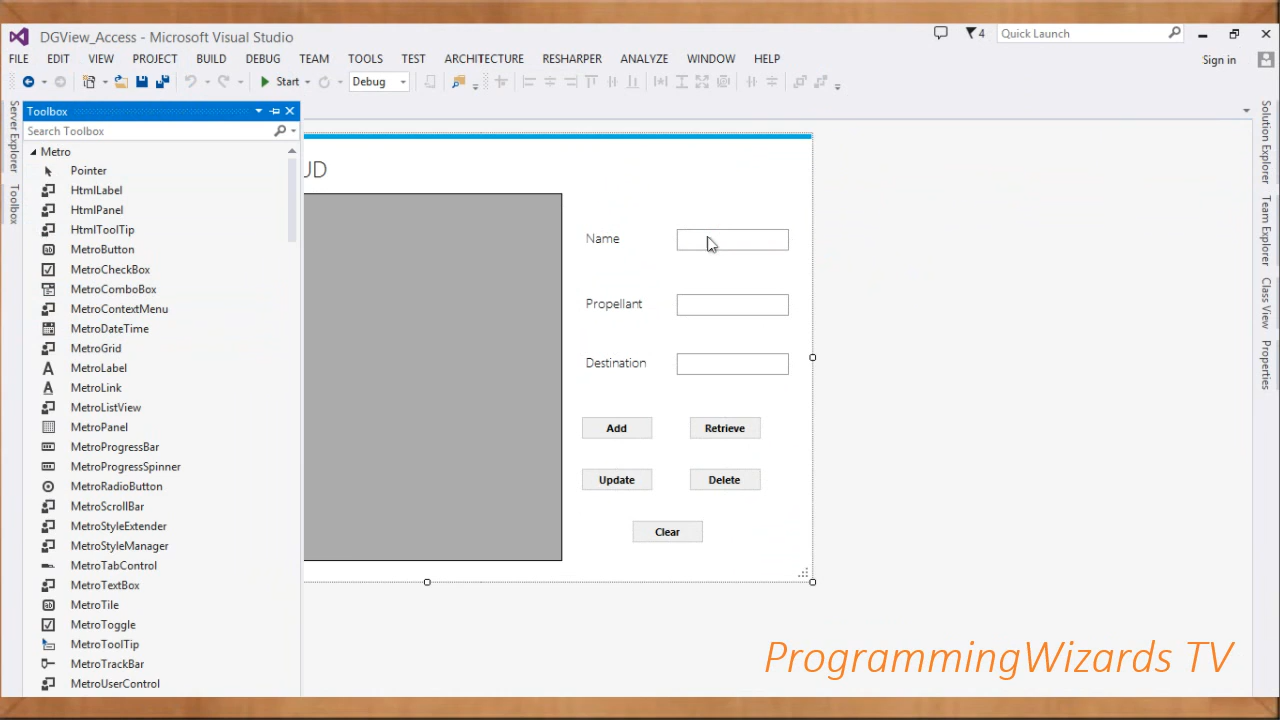 DGView_Access - Microsoft Visual Studio
4
Quick Launch
FILE EDIT VIEW PROJECT BUILD DEBUG TEAM TOOLS TEST ARCHITECTURE RESHARPER ANALYZE WINDOW HELP
Sign in
Start
Debug
Server Explorer
Toolbox
Toolbox
Search Toolbox
Metro
Pointer
HtmlLabel
HtmlPanel
HtmlToolTip
MetroButton
MetroCheckBox
MetroComboBox
MetroContextMenu
MetroDateTime
MetroGrid
MetroLabel
MetroLink
MetroListView
MetroPanel
MetroProgressBar
MetroProgressSpinner
MetroRadioButton
MetroScrollBar
MetroStyleExtender
MetroStyleManager
MetroTabControl
MetroTextBox
MetroTile
MetroToggle
MetroToolTip
MetroTrackBar
MetroUserControl
UD
Name
Propellant
Destination
Add
Retrieve
Update
Delete
Clear
Solution Explorer
Team Explorer
Class View
Properties
ProgrammingWizards TV